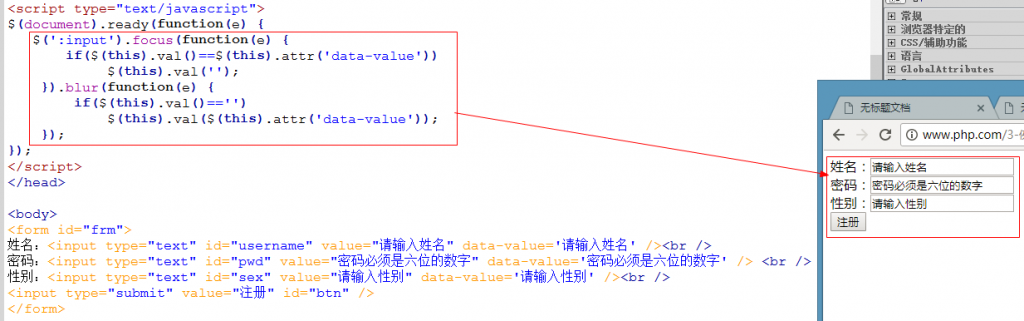 <script type="text/javascript">
$(document).ready(function(e) {
$(':input').focus(function(e) {
if($(this).val()==$(this).attr('data-value'))
$(this).val('');
}).blur(function(e) {
if($(this).val()=='')
$(this).val($(this).attr('data-value'));
});
});
</script>
</head>
<body>
<form id="frm">
姓名：<input type="text" id="username" value="请输入姓名" data-value='请输入姓名' /><br />
密码：<input type="text" id="pwd" value="密码必须是六位的数字" data-value='密码必须是六位的数字' /> <br />
性别：<input type="text" id="sex" value="请输入性别" data-value='请输入性别' /><br />
<input type="submit" value="注册" id="btn" />
</form>
常规
浏览器特定的
CSS/辅助功能
语言
GlobalAttributes
无标题文档
www.php.com/3-
姓名：请输入姓名
密码：密码必须是六位的数字
性别：请输入性别
注册